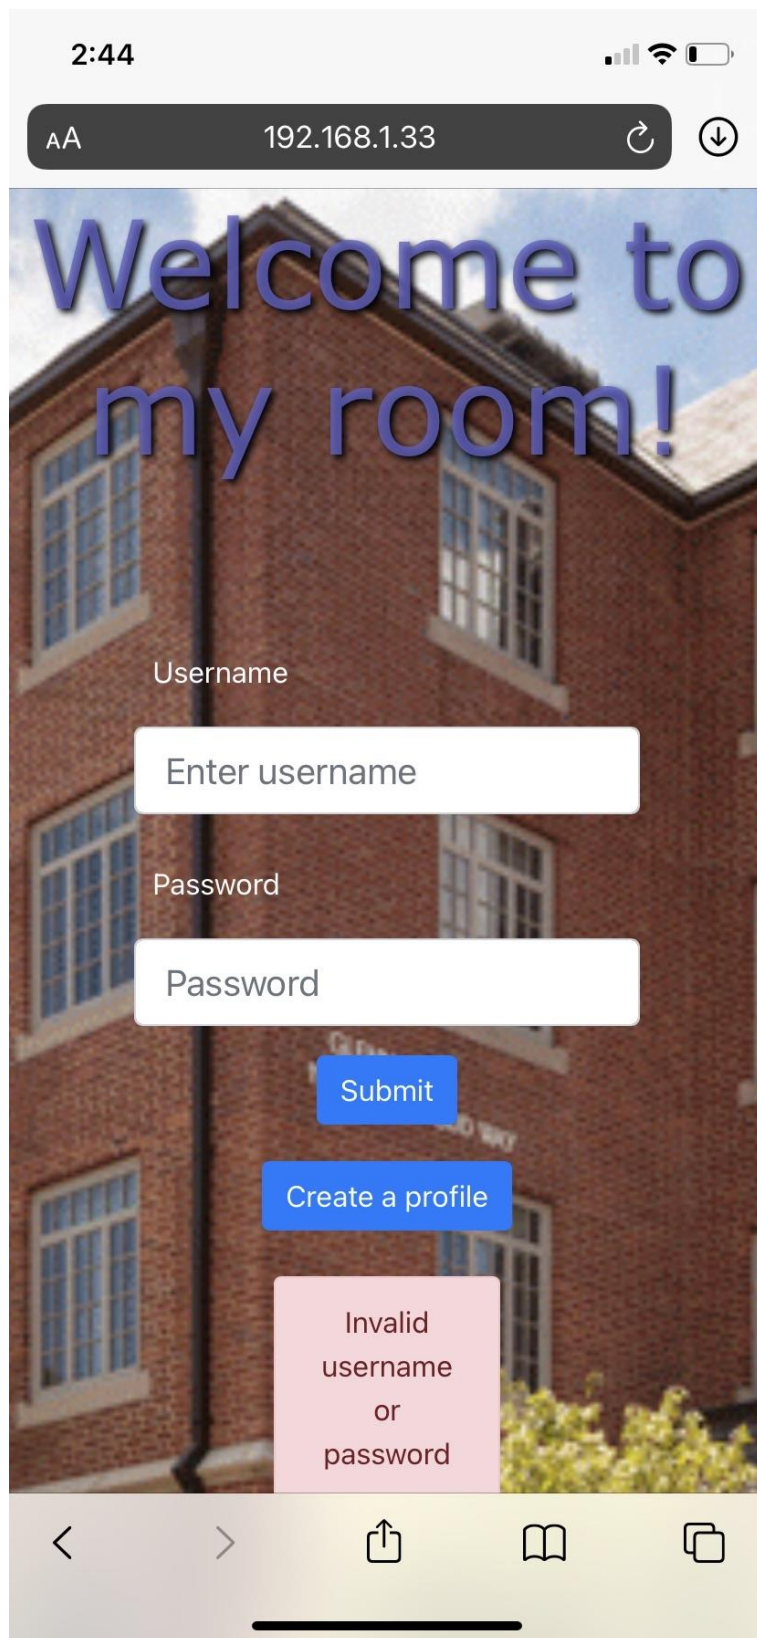 2:44
AA 192.168.1.33
Welcome to
my room!
Username
Enter username
Password
Password
Submit
WAY
Create a profile
Invalid
username
or
password